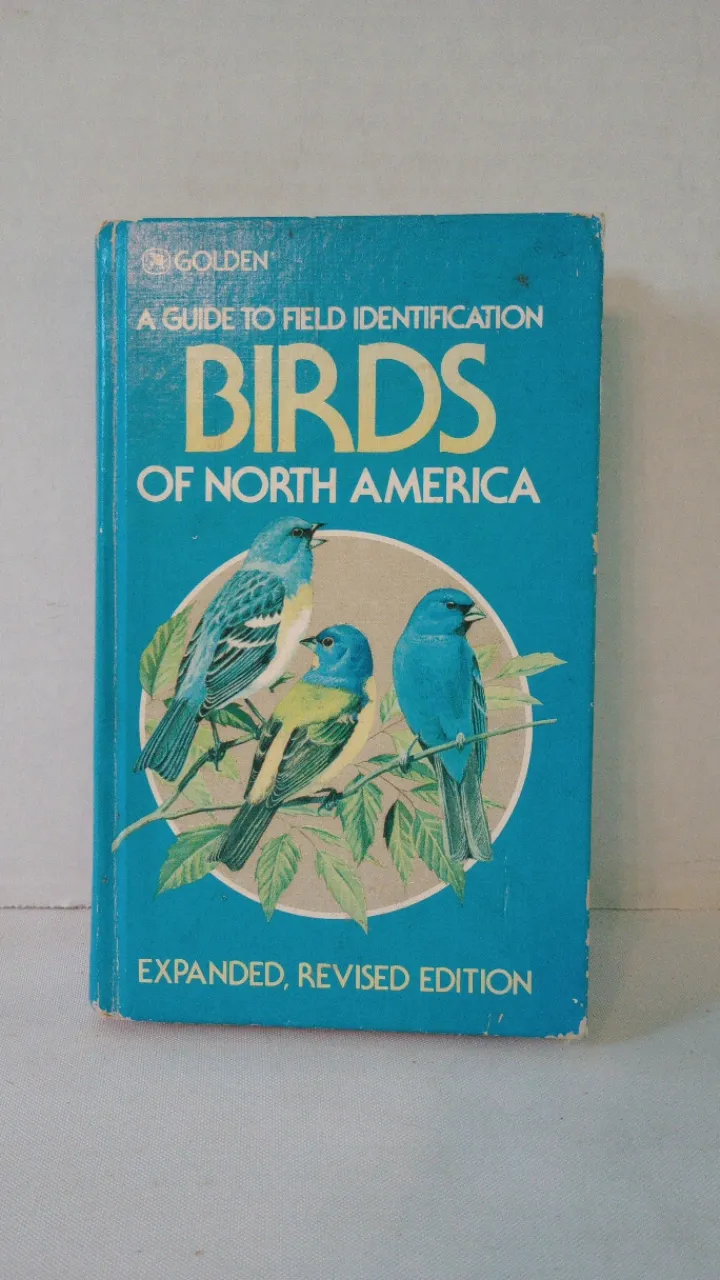 GOLDEN®
A GUIDE TO FIELD IDENTIFICATION
BIRDS
OF NORTH AMERICA
EXPANDED, REVISED EDITION